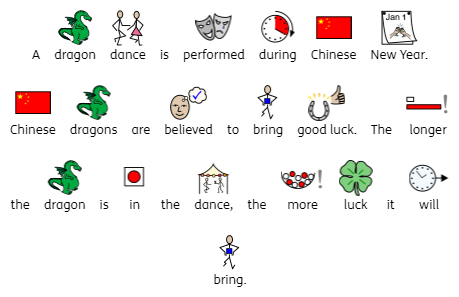 Jan 1
A dragon dance is performed during Chinese New Year.
Chinese dragons are believed to bring good luck. The longer
the dragon is in the dance, the more luck it will
bring.